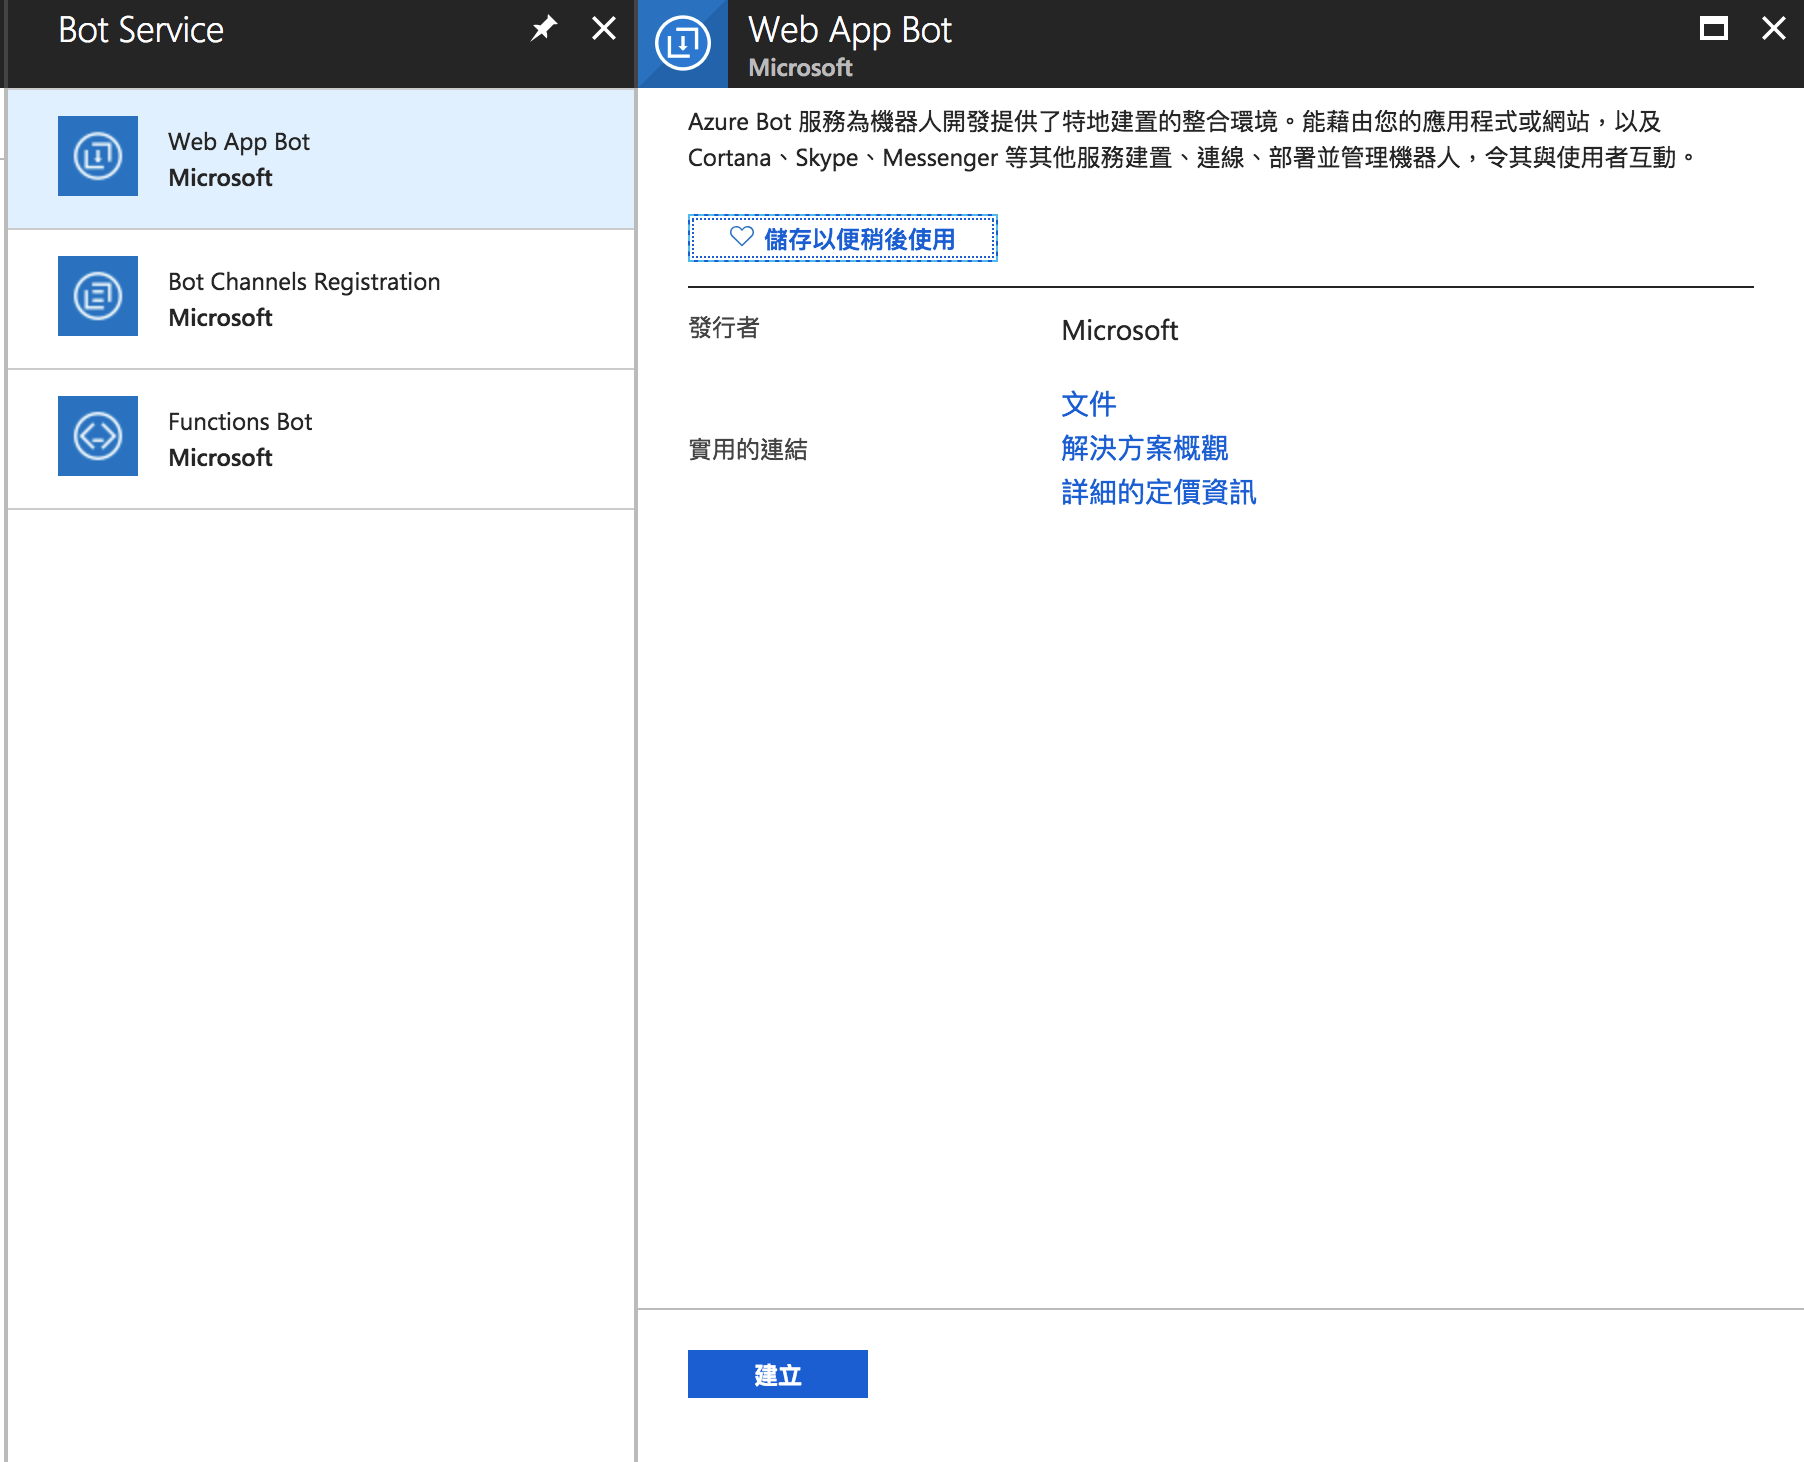 Bot Service
Web App Bot
Microsoft
Bot Channels Registration
Microsoft
Functions Bot
Microsoft
Web App Bot
Microsoft
Azure Bot 服務為機器人開發提供了特地建置的整合環境。能藉由您的應用程式或網站，以及
Cortana、Skype、Messenger 等其他服務建置、連線、部署並管理機器人，令其與使用者互動。
儲存以便稍後使用
發行者
Microsoft
實用的連結
文件
解決方案概觀
詳細的定價資訊
建立